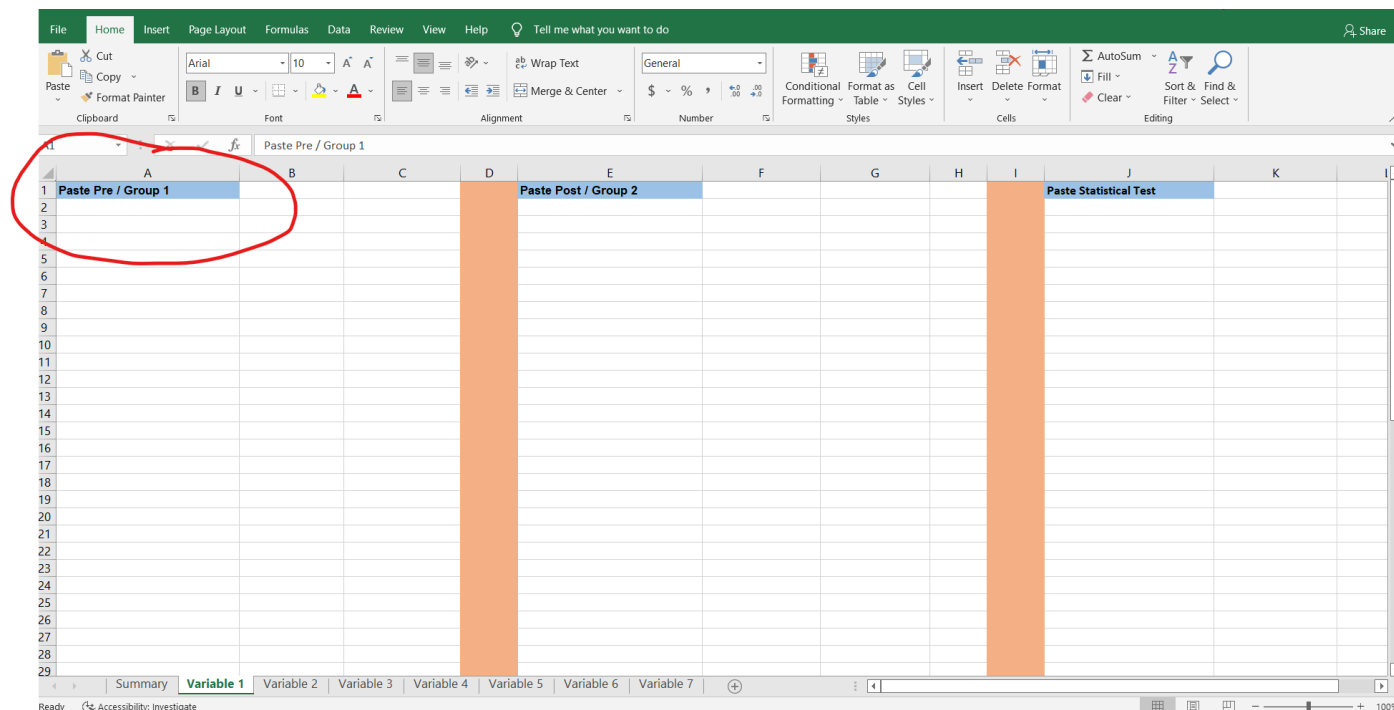 File Home Insert Page Layout Formulas Data Review View Help Tell me what you want to do Share
Cut
Copy
Format Painter
Paste
Clipboard
Arial 10 A A
B I U A
Font
ab Wrap Text
Merge & Center
Alignment
General
$ % , .00 .00
Number
Conditional Formatting
Format as Table
Cell Styles
Styles
Insert Delete Format
Cells
AutoSum
Fill
Clear
Sort & Filter
Find & Select
Editing
A1 fx Paste Pre / Group 1
A B C D E F G H I J K
1 Paste Pre / Group 1 Paste Post / Group 2 Paste Statistical Test
2
3
4
5
6
7
8
9
10
11
12
13
14
15
16
17
18
19
20
21
22
23
24
25
26
27
28
29
Summary Variable 1 Variable 2 Variable 3 Variable 4 Variable 5 Variable 6 Variable 7
Ready Accessibility: Investigate 100%